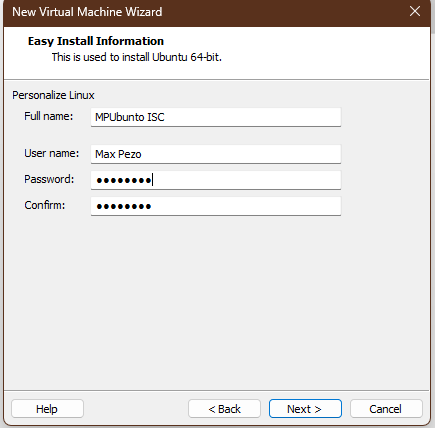 New Virtual Machine Wizard
Easy Install Information
This is used to install Ubuntu 64-bit.
Personalize Linux
Full name: MPUbunto ISC
User name: Max Pezo
Password: ●●●●●●●●
Confirm: ●●●●●●●●
Help < Back Next > Cancel